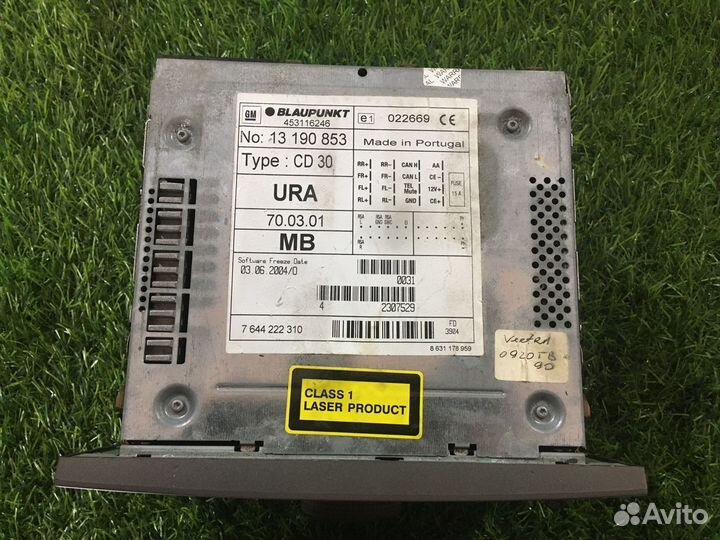 GM BLAUPUNKT
453116246
e1 022669 CE
No: 13 190 853
Made in Portugal
Type : CD 30
RR+ RR- CAN H AA
FR+ FR- CAN L CE-
FL+ FL- TEL Mute 12V+
RL+ RL- GND CE+
FUSE
15 A
URA
70.03.01
MB
Software Freeze Date
03.06.2004/0
0031
4 2307529
7 644 222 310
FD
3904
8 631 178 959
CLASS 1
LASER PRODUCT
VectRA
0920TB
Avito